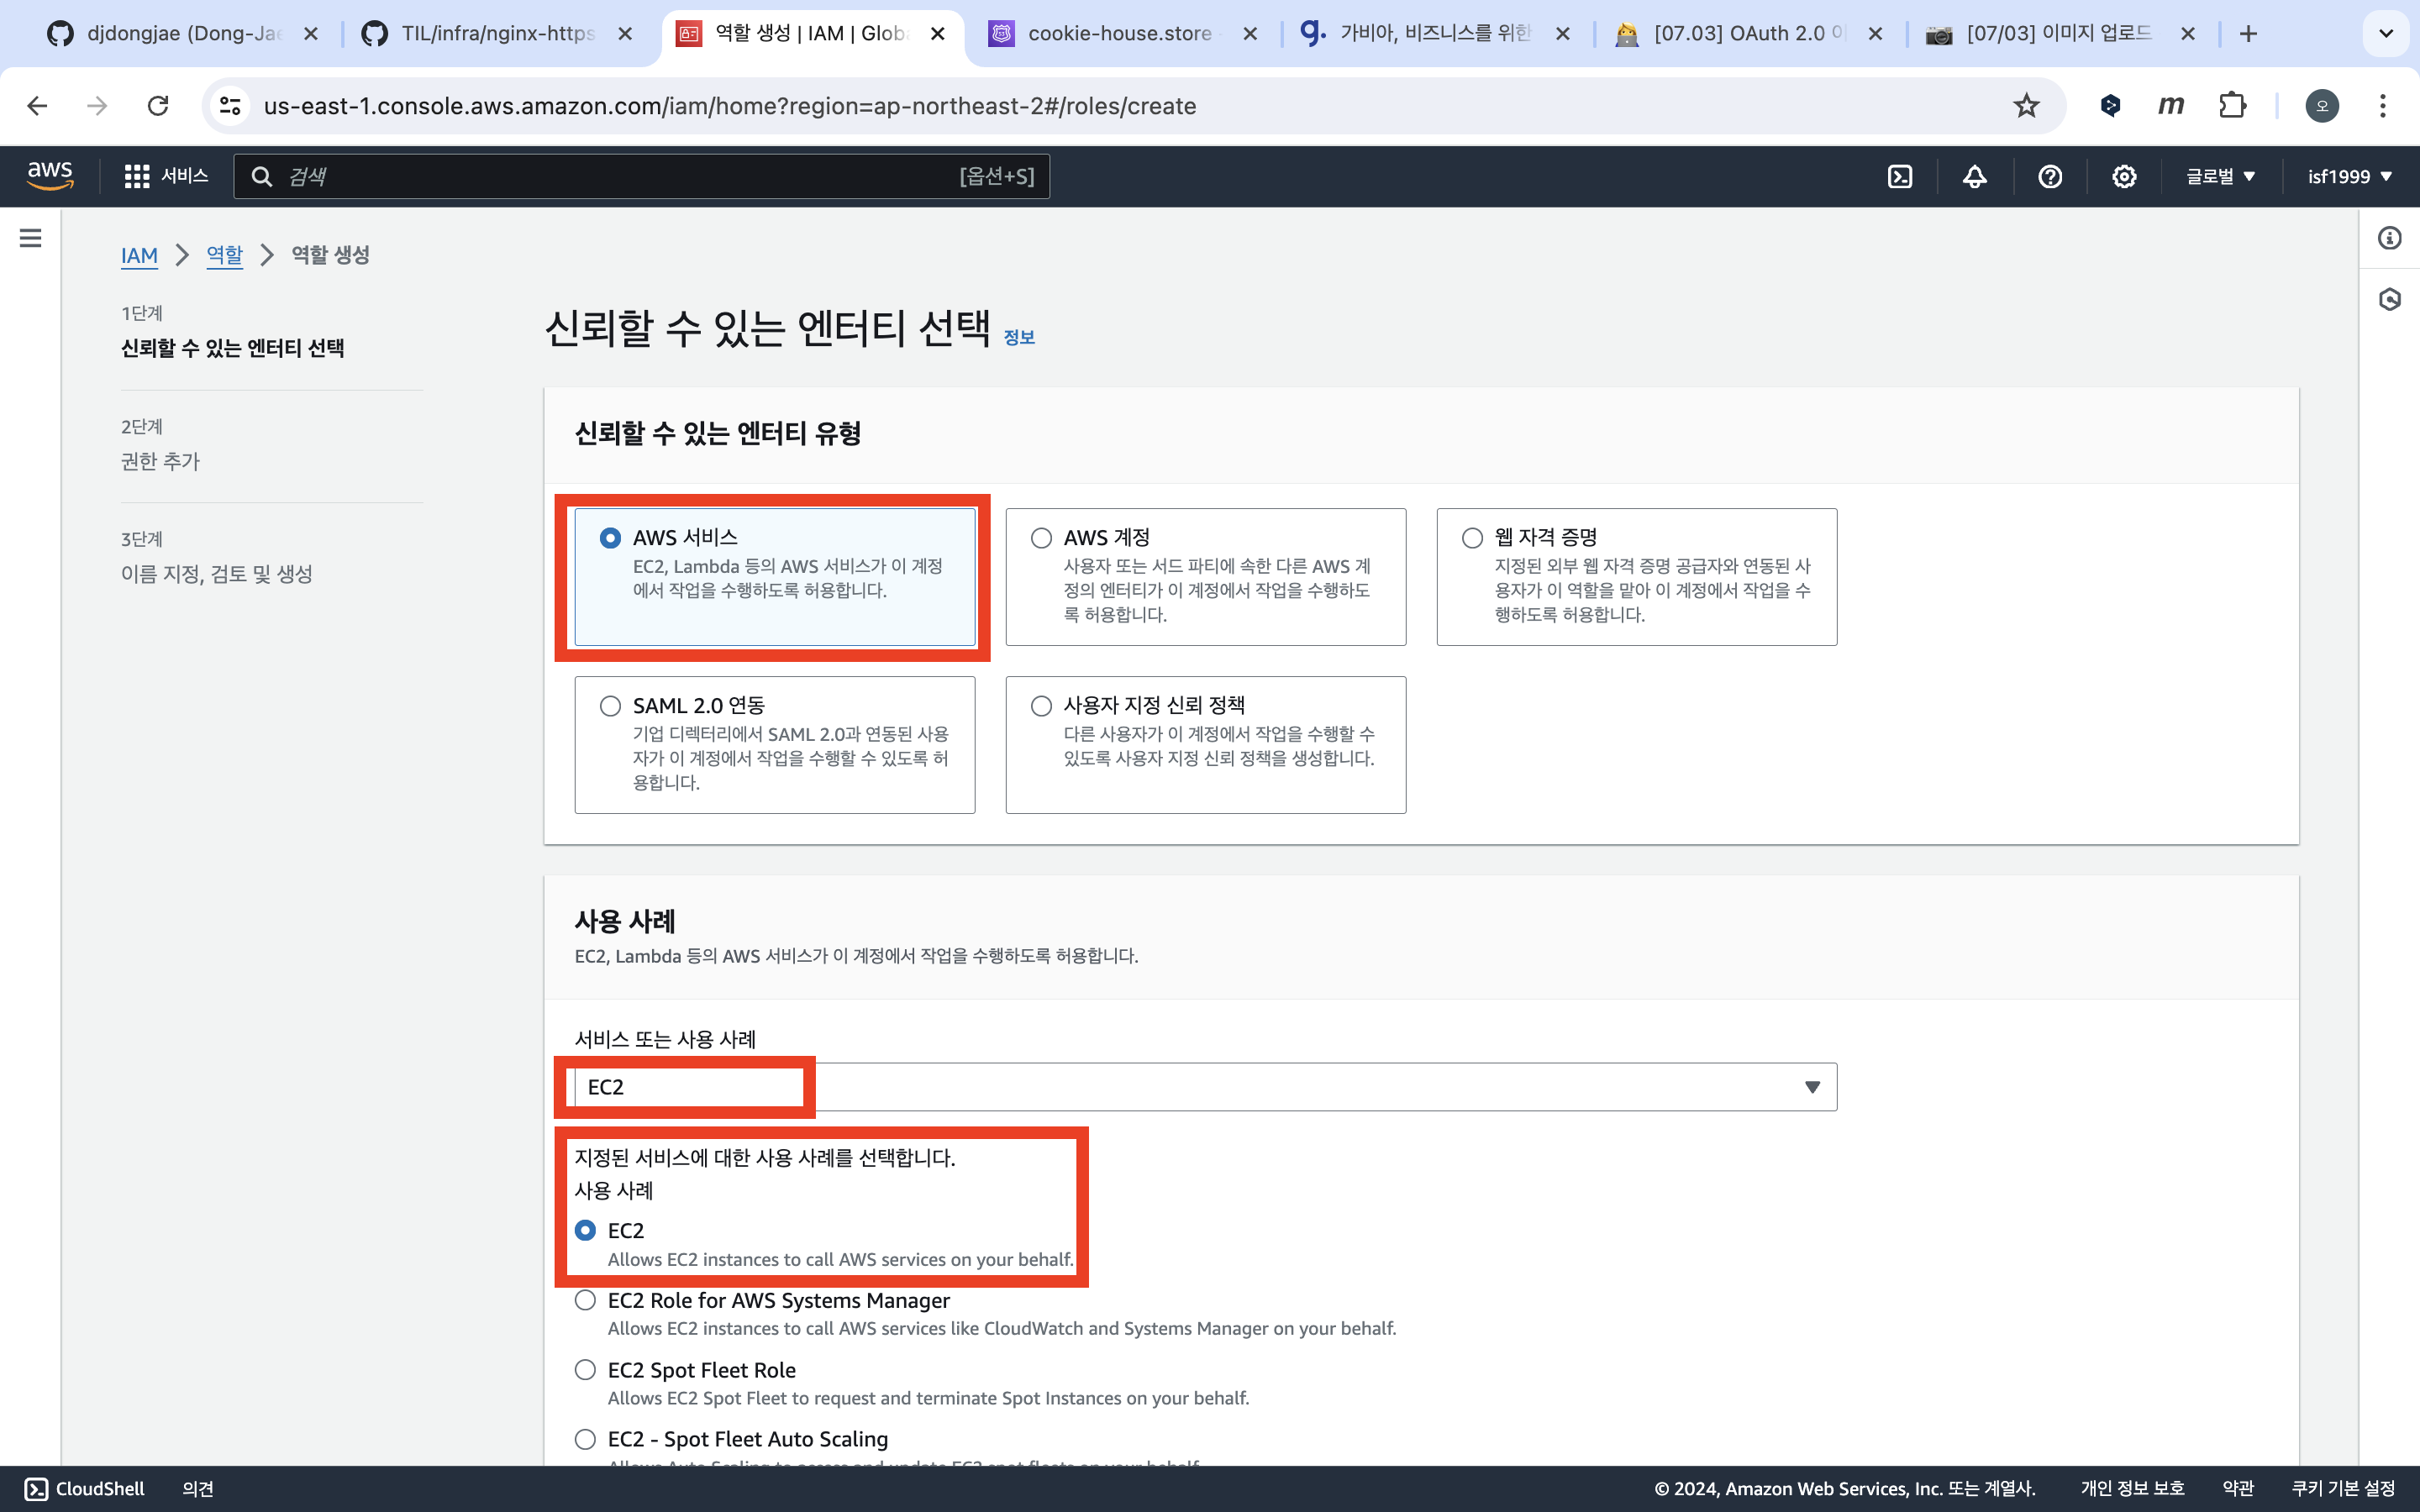 djdongjae (Dong-Jae
TIL/infra/nginx-https
역할 생성 | IAM | Globa
cookie-house.store
가비아, 비즈니스를 위한
[07.03] OAuth 2.0 이
[07/03] 이미지 업로드
us-east-1.console.aws.amazon.com/iam/home?region=ap-northeast-2#/roles/create
m
오
aws
서비스
검색
[옵션+S]
글로벌 ▼
isf1999 ▼
IAM > 역할 > 역할 생성
1단계
신뢰할 수 있는 엔터티 선택
2단계
권한 추가
3단계
이름 지정, 검토 및 생성
신뢰할 수 있는 엔터티 선택 정보
신뢰할 수 있는 엔터티 유형
AWS 서비스
EC2, Lambda 등의 AWS 서비스가 이 계정
에서 작업을 수행하도록 허용합니다.
AWS 계정
사용자 또는 서드 파티에 속한 다른 AWS 계
정의 엔터티가 이 계정에서 작업을 수행하도
록 허용합니다.
웹 자격 증명
지정된 외부 웹 자격 증명 공급자와 연동된 사
용자가 이 역할을 맡아 이 계정에서 작업을 수
행하도록 허용합니다.
SAML 2.0 연동
기업 디렉터리에서 SAML 2.0과 연동된 사용
자가 이 계정에서 작업을 수행할 수 있도록 허
용합니다.
사용자 지정 신뢰 정책
다른 사용자가 이 계정에서 작업을 수행할 수
있도록 사용자 지정 신뢰 정책을 생성합니다.
사용 사례
EC2, Lambda 등의 AWS 서비스가 이 계정에서 작업을 수행하도록 허용합니다.
서비스 또는 사용 사례
EC2
지정된 서비스에 대한 사용 사례를 선택합니다.
사용 사례
EC2
Allows EC2 instances to call AWS services on your behalf.
EC2 Role for AWS Systems Manager
Allows EC2 instances to call AWS services like CloudWatch and Systems Manager on your behalf.
EC2 Spot Fleet Role
Allows EC2 Spot Fleet to request and terminate Spot Instances on your behalf.
EC2 - Spot Fleet Auto Scaling
Allows Auto Scaling to access and update EC2 spot fleets on your behalf.
CloudShell
의견
© 2024, Amazon Web Services, Inc. 또는 계열사.
개인 정보 보호
약관
쿠키 기본 설정